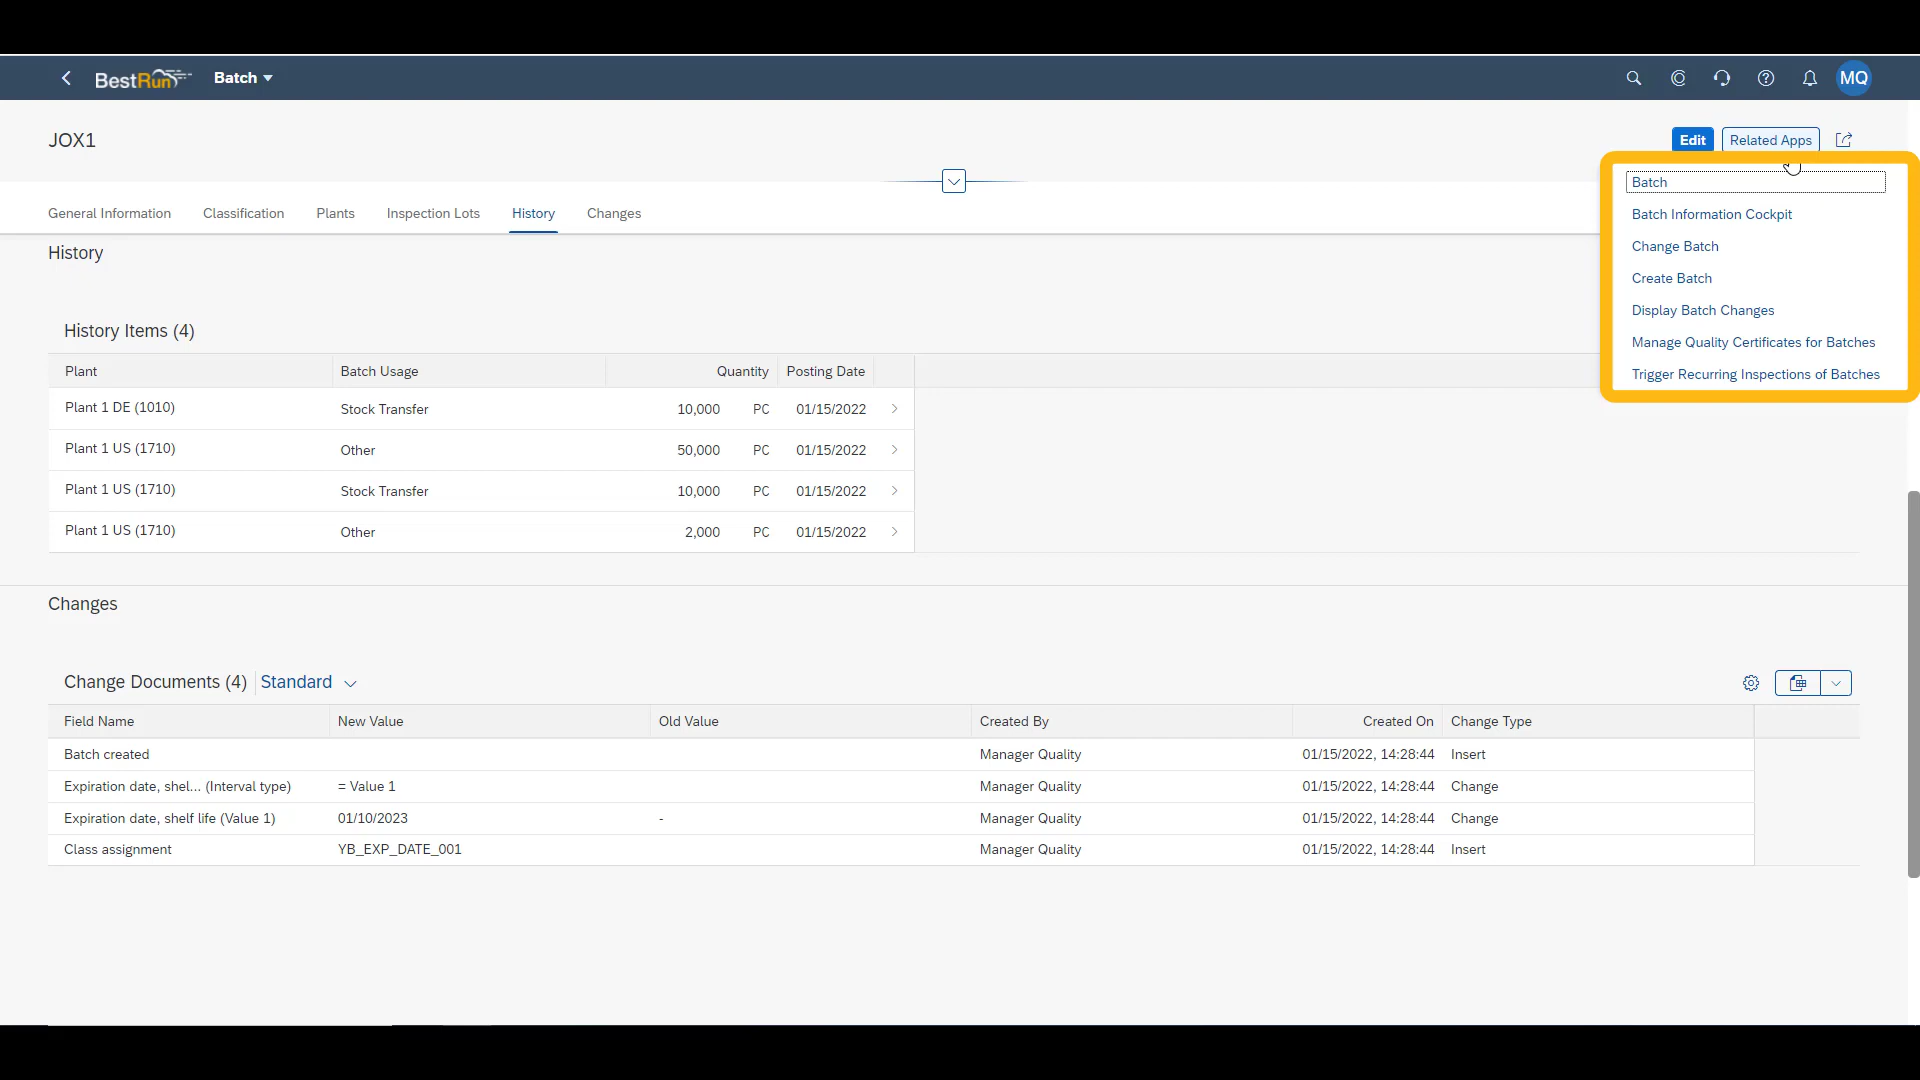 BestRun Batch MQ
JOX1
Edit Related Apps
Batch
Batch Information Cockpit
Change Batch
Create Batch
Display Batch Changes
Manage Quality Certificates for Batches
Trigger Recurring Inspections of Batches
General Information Classification Plants Inspection Lots History Changes
History
History Items (4)
Plant Batch Usage Quantity Posting Date
Plant 1 DE (1010) Stock Transfer 10,000 PC 01/15/2022
Plant 1 US (1710) Other 50,000 PC 01/15/2022
Plant 1 US (1710) Stock Transfer 10,000 PC 01/15/2022
Plant 1 US (1710) Other 2,000 PC 01/15/2022
Changes
Change Documents (4) Standard
Field Name New Value Old Value Created By Created On Change Type
Batch created Manager Quality 01/15/2022, 14:28:44 Insert
Expiration date, shel... (Interval type) = Value 1 Manager Quality 01/15/2022, 14:28:44 Change
Expiration date, shelf life (Value 1) 01/10/2023 - Manager Quality 01/15/2022, 14:28:44 Change
Class assignment YB_EXP_DATE_001 Manager Quality 01/15/2022, 14:28:44 Insert